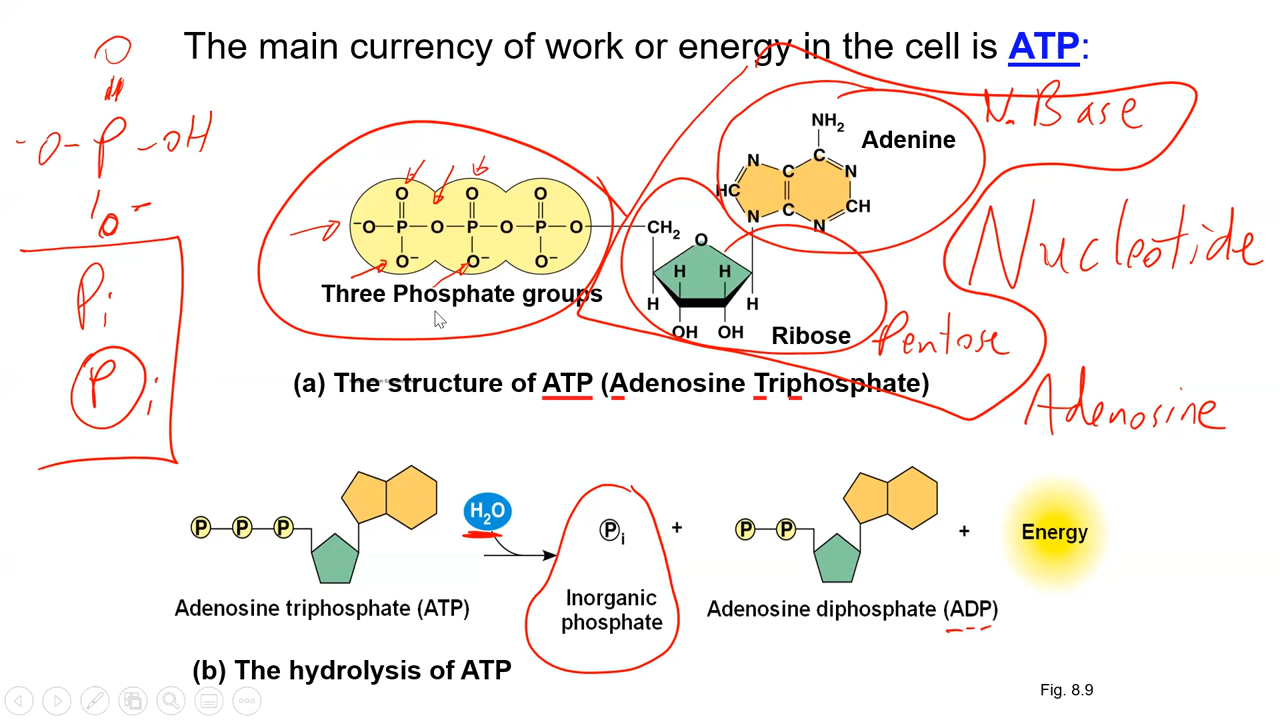 The main currency of work or energy in the cell is ATP:
O
-O-P-OH
O-
Pi
Pi
N. Base
Nucleotide
Pentose
Adenosine
NH2
Adenine
N
C
C
N
HC
CH
N
C
N
O O O
-O P O P O P O
O- O- O-
CH2
O
H H
H H
OH OH
Three Phosphate groups
Ribose
(a) The structure of ATP (Adenosine Triphosphate)
P P P
H2O
Pi
+
P P
+
Energy
Inorganic
phosphate
Adenosine triphosphate (ATP)
Adenosine diphosphate (ADP)
(b) The hydrolysis of ATP
Fig. 8.9